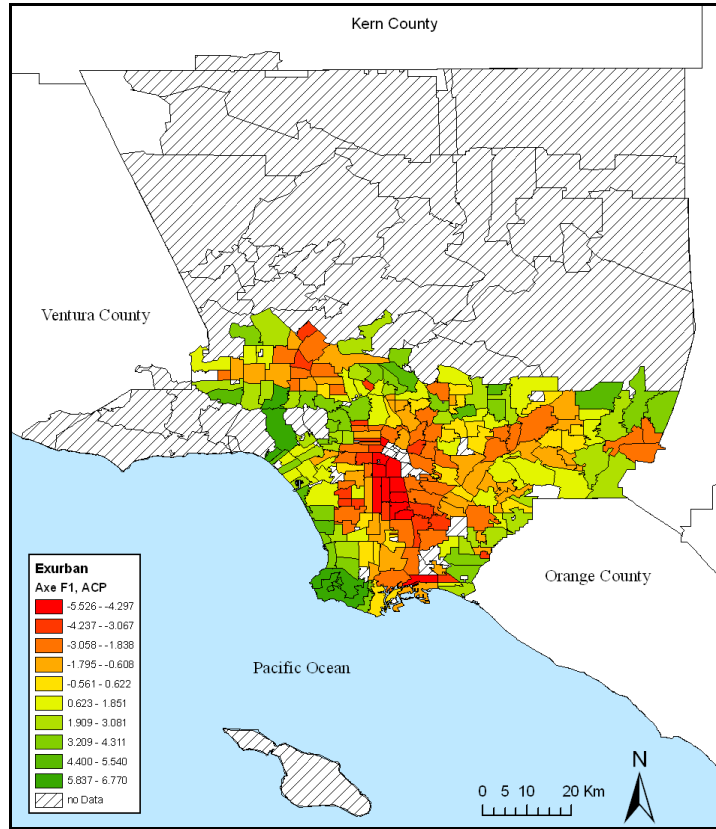 Kern County
Ventura County
Orange County
Pacific Ocean
Exurban
Axe F1, ACP
-5.526 - -4.297
-4.237 - -3.067
-3.058 - -1.838
-1.795 - -0.608
-0.561 - 0.622
0.623 - 1.851
1.909 - 3.081
3.209 - 4.311
4.400 - 5.540
5.837 - 6.770
no Data
N
0 5 10 20 Km